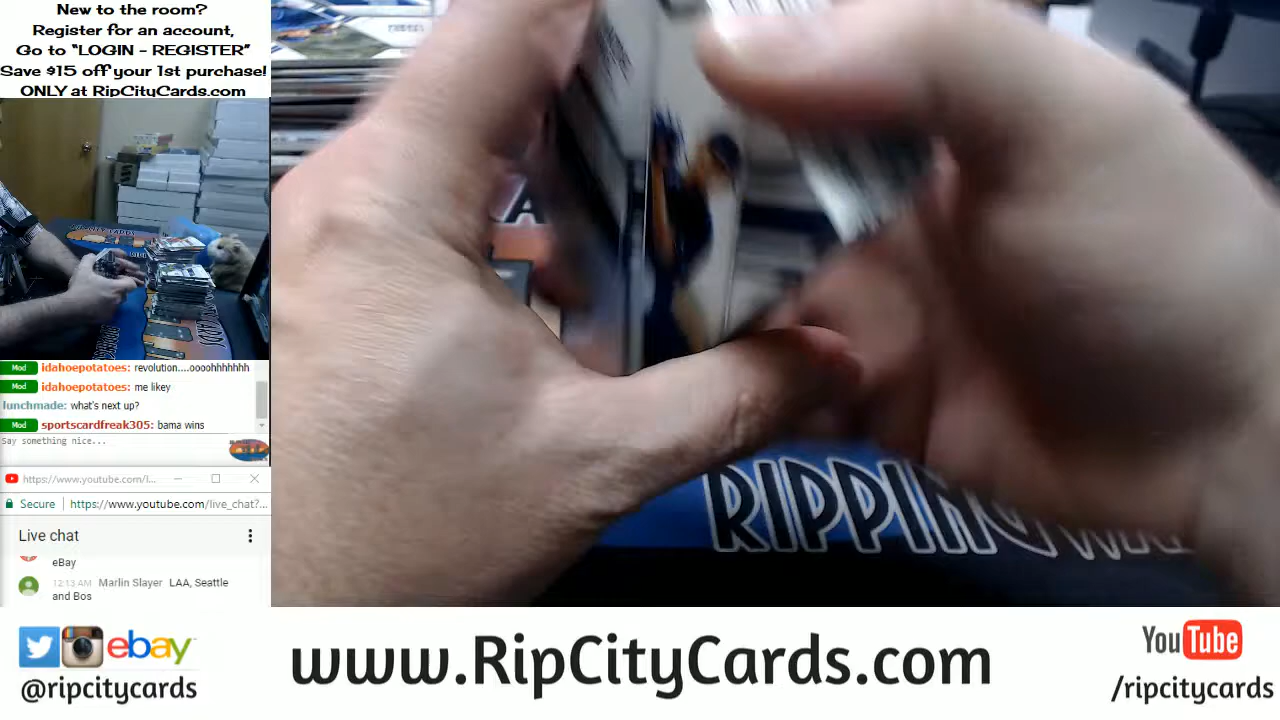 New to the room?
Register for an account,
Go to "LOGIN - REGISTER"
Save $15 off your 1st purchase!
ONLY at RipCityCards.com
Mod idahoepotatoes: revolution....oooohhhhhhh
Mod idahoepotatoes: me likey
lunchmade: what's next up?
Mod sportscardfreak305: bama wins
Say something nice...
https://www.youtube.com/l...
Secure https://www.youtube.com/live_chat?...
Live chat
eBay
12:13 AM Marlin Slayer LAA, Seattle
and Bos
RIPPIN
ebay
@ripcitycards
www.RipCityCards.com
YouTube
/ripcitycards